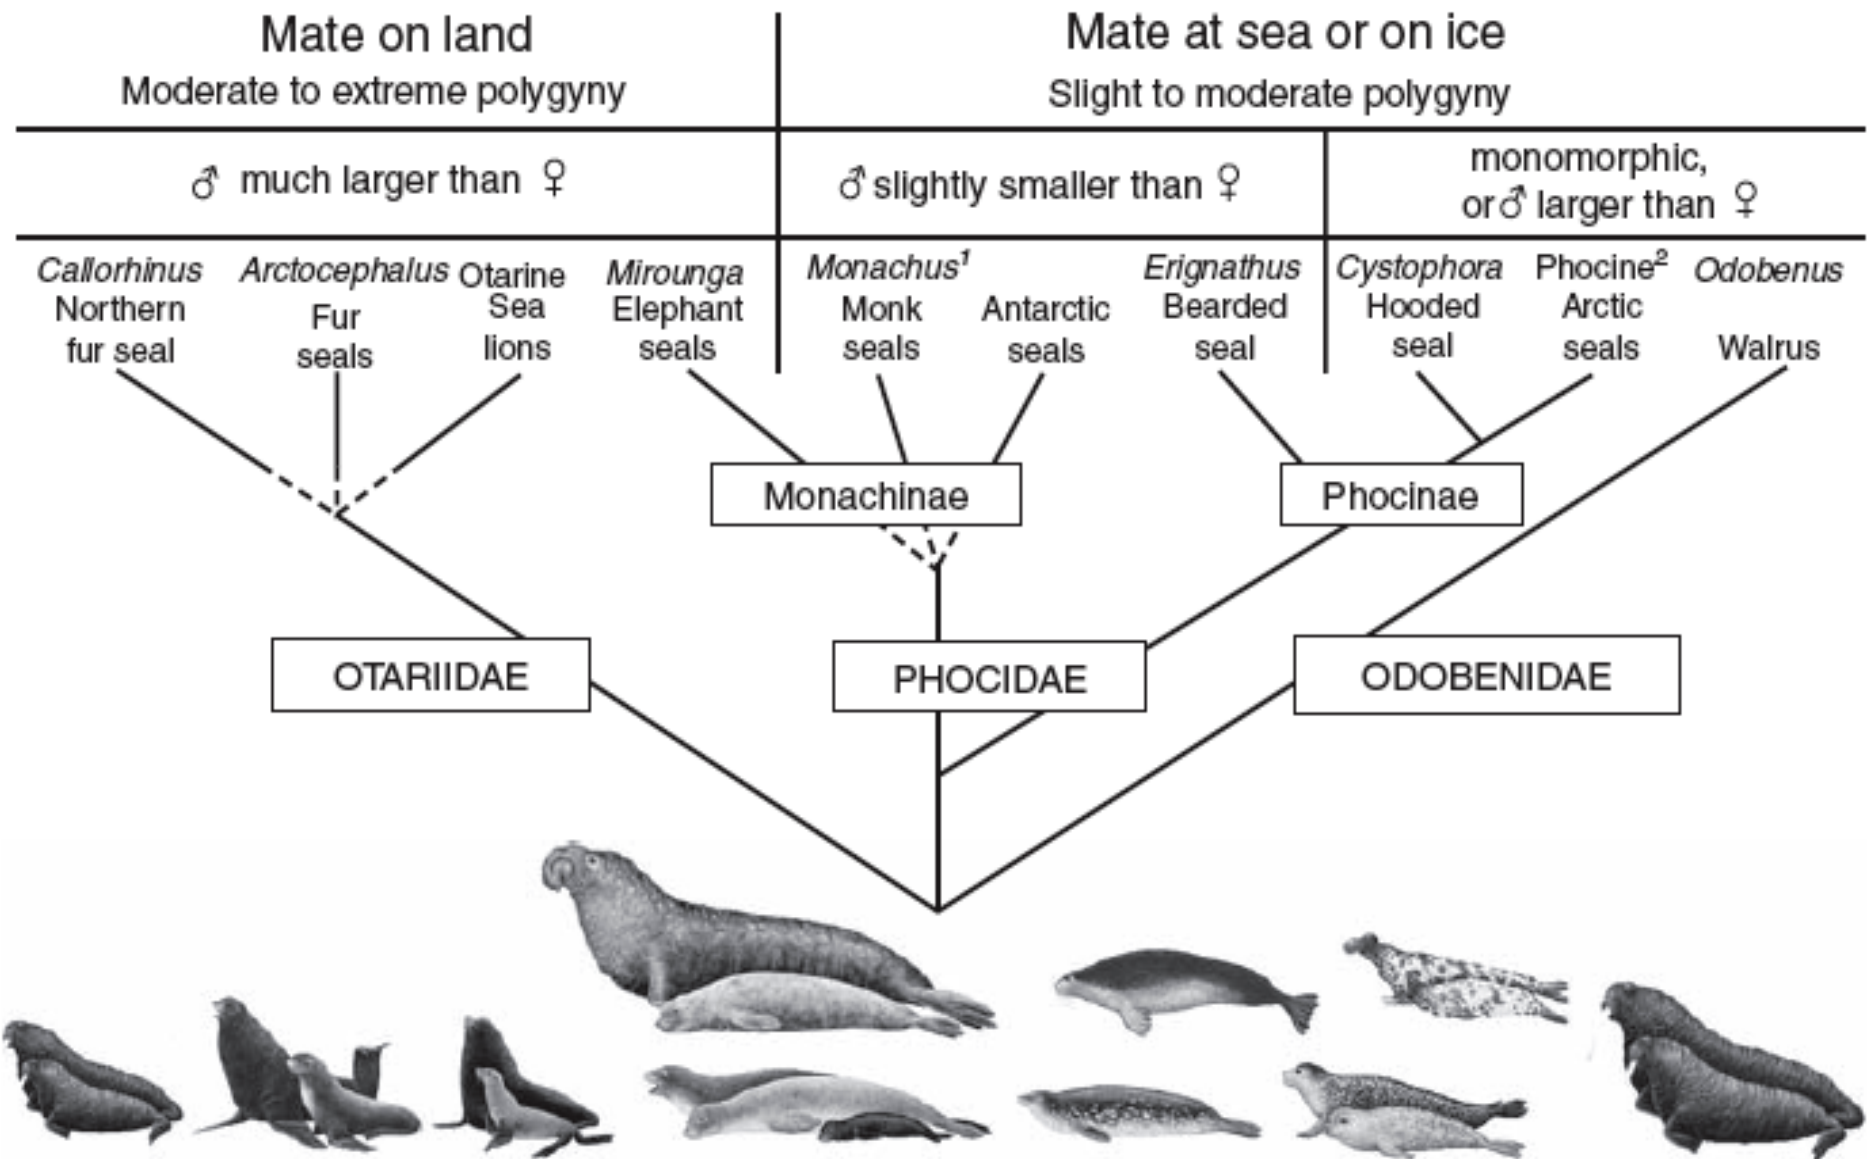 Mate on land
Moderate to extreme polygyny
Mate at sea or on ice
Slight to moderate polygyny
♂ much larger than ♀
♂ slightly smaller than ♀
monomorphic,
or ♂ larger than ♀
Callorhinus
Northern
fur seal
Arctocephalus
Fur
seals
Otarine
Sea
lions
Mirounga
Elephant
seals
Monachus¹
Monk
seals
Antarctic
seals
Erignathus
Bearded
seal
Cystophora
Hooded
seal
Phocine²
Arctic
seals
Odobenus
Walrus
Monachinae
Phocinae
OTARIIDAE
PHOCIDAE
ODOBENIDAE